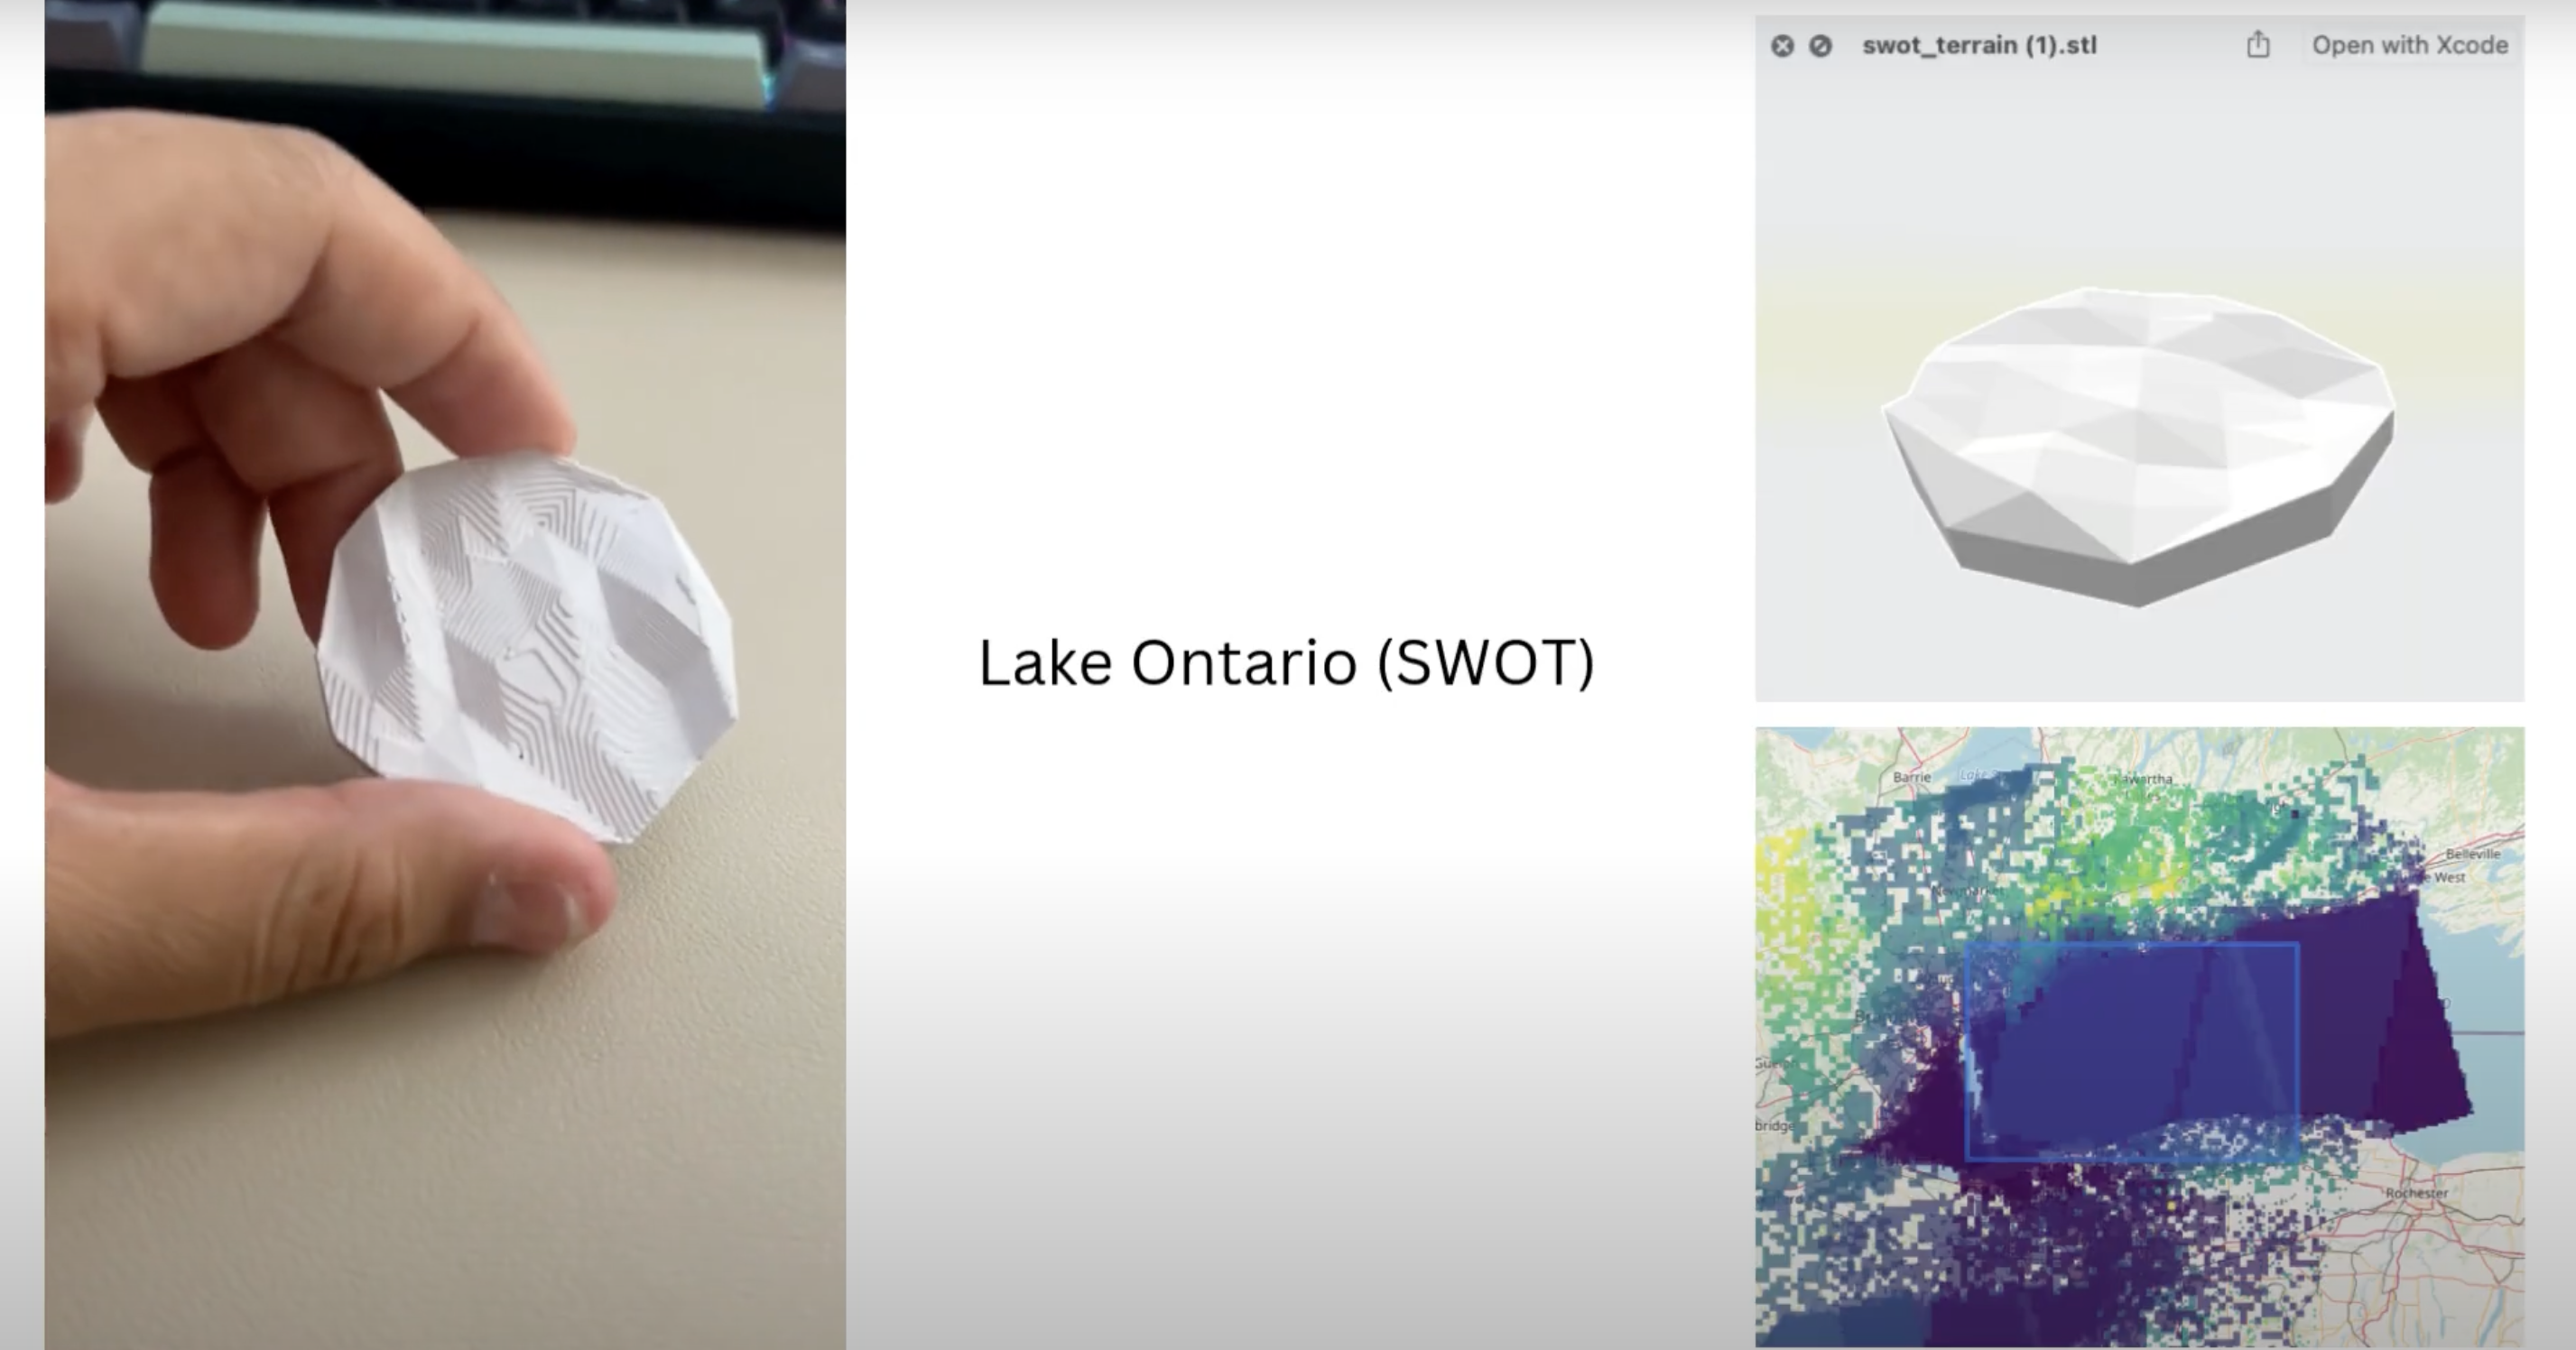 swot_terrain (1).stl
Open with Xcode
Lake Ontario (SWOT)
Barrie
Belleville
Rochester